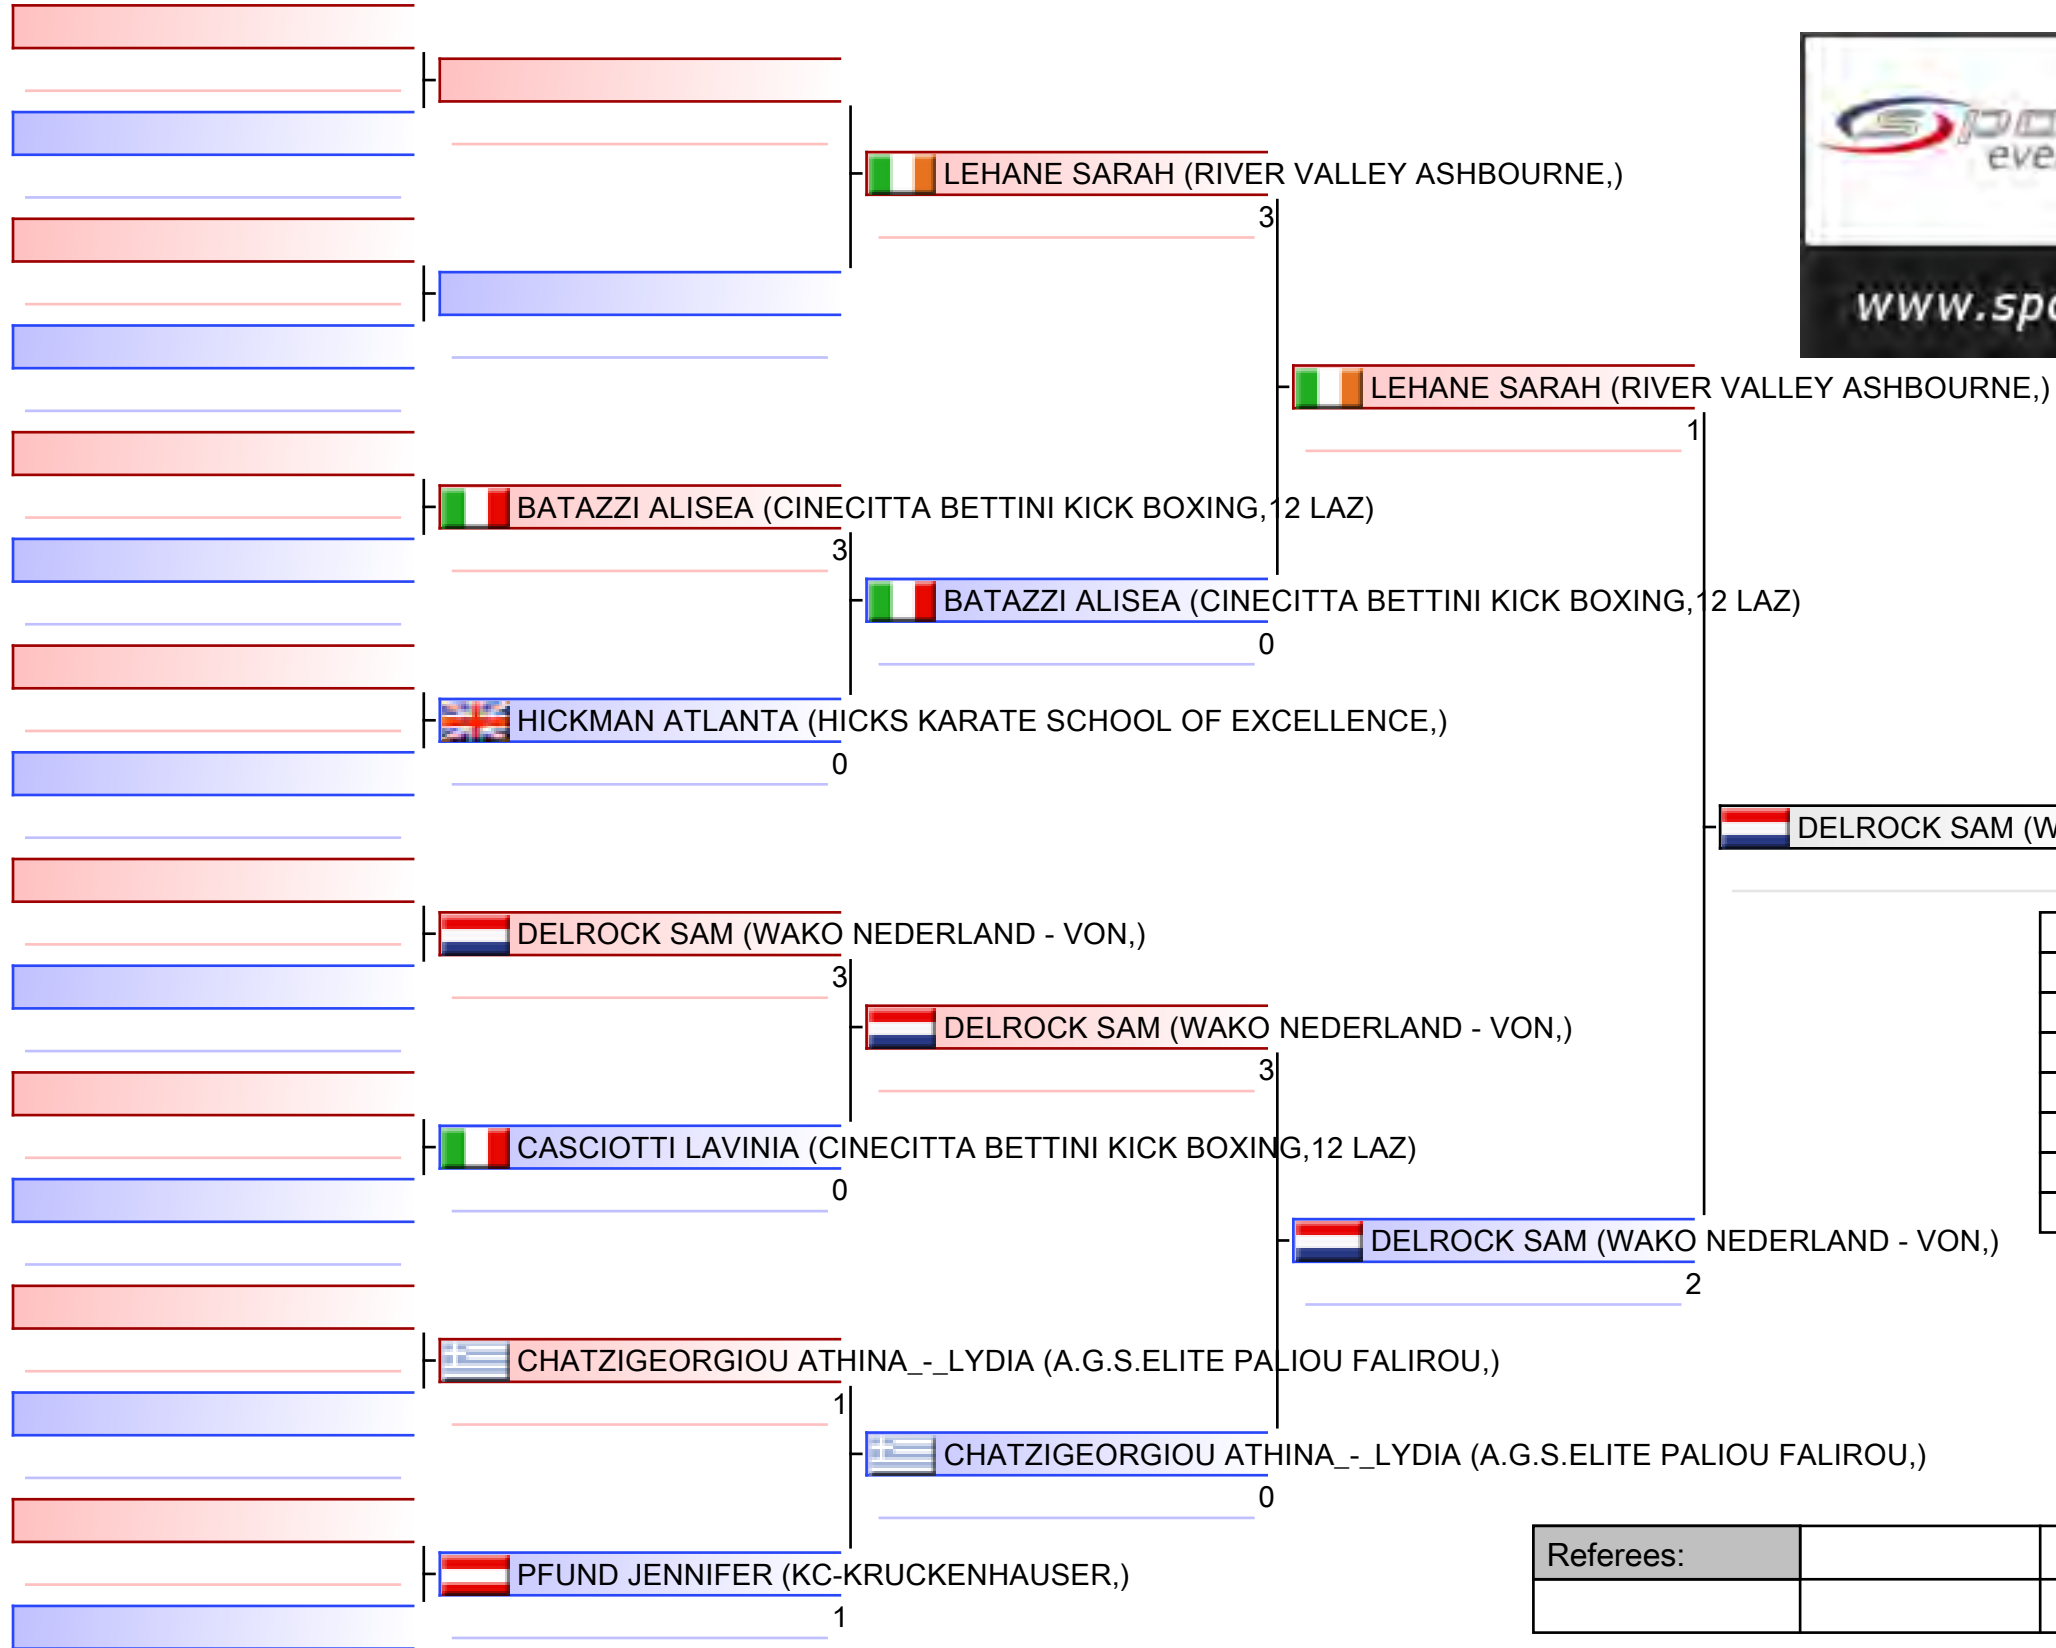 LEHANE SARAH (RIVER VALLEY ASHBOURNE,)
3
www.spo
LEHANE SARAH (RIVER VALLEY ASHBOURNE,)
1
BATAZZI ALISEA (CINECITTA BETTINI KICK BOXING,12 LAZ)
3
BATAZZI ALISEA (CINECITTA BETTINI KICK BOXING,12 LAZ)
0
HICKMAN ATLANTA (HICKS KARATE SCHOOL OF EXCELLENCE,)
0
DELROCK SAM (W
DELROCK SAM (WAKO NEDERLAND - VON,)
3
DELROCK SAM (WAKO NEDERLAND - VON,)
3
CASCIOTTI LAVINIA (CINECITTA BETTINI KICK BOXING,12 LAZ)
0
DELROCK SAM (WAKO NEDERLAND - VON,)
2
CHATZIGEORGIOU ATHINA_-_LYDIA (A.G.S.ELITE PALIOU FALIROU,)
1
CHATZIGEORGIOU ATHINA_-_LYDIA (A.G.S.ELITE PALIOU FALIROU,)
0
Referees:
PFUND JENNIFER (KC-KRUCKENHAUSER,)
1